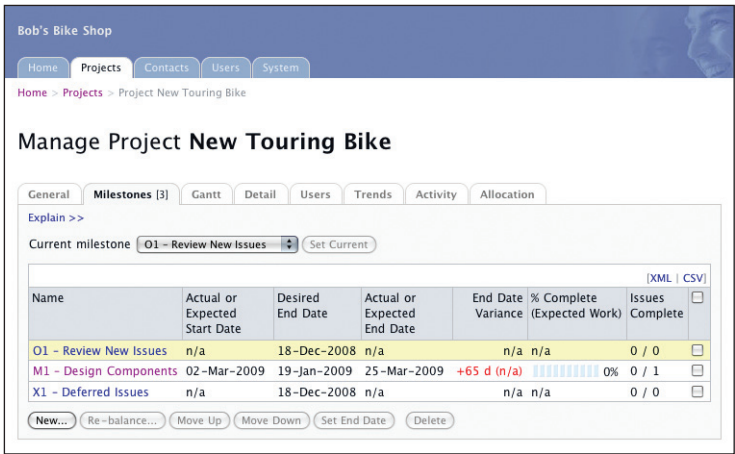 Bob's Bike Shop
Home Projects Contacts Users System
Home > Projects > Project New Touring Bike
Manage Project New Touring Bike
General Milestones [3] Gantt Detail Users Trends Activity Allocation
Explain >>
Current milestone O1 – Review New Issues Set Current
[XML | CSV]
Name Actual or Desired Actual or End Date % Complete Issues
Expected End Date Expected Variance (Expected Work) Complete
Start Date End Date
O1 – Review New Issues n/a 18-Dec-2008 n/a n/a n/a 0 / 0
M1 – Design Components 02-Mar-2009 19-Jan-2009 25-Mar-2009 +65 d (n/a) 0% 0 / 1
X1 – Deferred Issues n/a 18-Dec-2008 n/a n/a n/a 0 / 0
New... Re-balance... Move Up Move Down Set End Date Delete